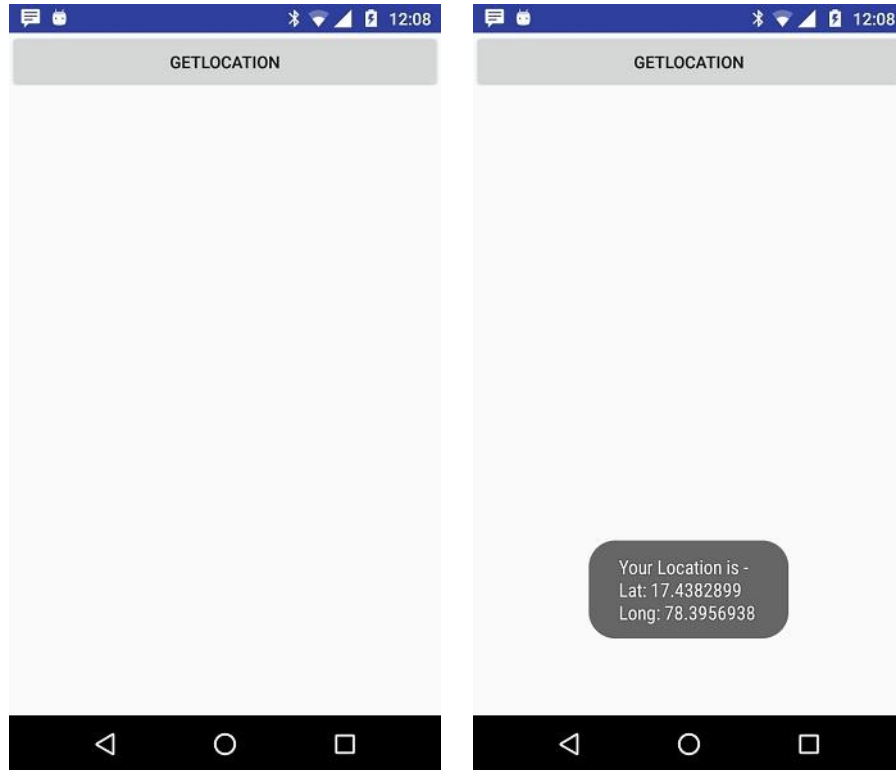 12:08
GETLOCATION
12:08
GETLOCATION
Your Location is -
Lat: 17.4382899
Long: 78.3956938